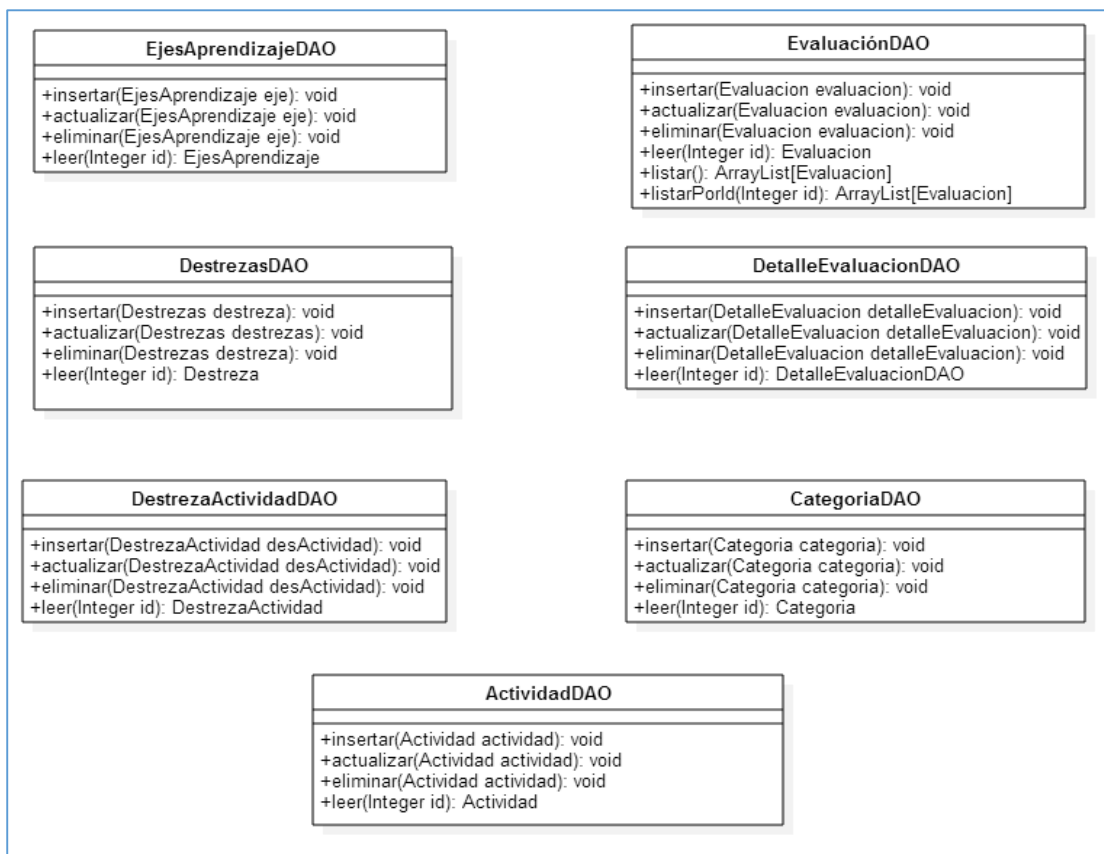 EjesAprendizajeDAO
+insertar(EjesAprendizaje eje): void
+actualizar(EjesAprendizaje eje): void
+eliminar(EjesAprendizaje eje): void
+leer(Integer id): EjesAprendizaje
EvaluaciónDAO
+insertar(Evaluacion evaluacion): void
+actualizar(Evaluacion evaluacion): void
+eliminar(Evaluacion evaluacion): void
+leer(Integer id): Evaluacion
+listar(): ArrayList[Evaluacion]
+listarPorId(Integer id): ArrayList[Evaluacion]
DestrezasDAO
+insertar(Destrezas destreza): void
+actualizar(Destrezas destrezas): void
+eliminar(Destrezas destreza): void
+leer(Integer id): Destreza
DetalleEvaluacionDAO
+insertar(DetalleEvaluacion detalleEvaluacion): void
+actualizar(DetalleEvaluacion detalleEvaluacion): void
+eliminar(DetalleEvaluacion detalleEvaluacion): void
+leer(Integer id): DetalleEvaluacionDAO
DestrezaActividadDAO
+insertar(DestrezaActividad desActividad): void
+actualizar(DestrezaActividad desActividad): void
+eliminar(DestrezaActividad desActividad): void
+leer(Integer id): DestrezaActividad
CategoriaDAO
+insertar(Categoria categoria): void
+actualizar(Categoria categoria): void
+eliminar(Categoria categoria): void
+leer(Integer id): Categoria
ActividadDAO
+insertar(Actividad actividad): void
+actualizar(Actividad actividad): void
+eliminar(Actividad actividad): void
+leer(Integer id): Actividad